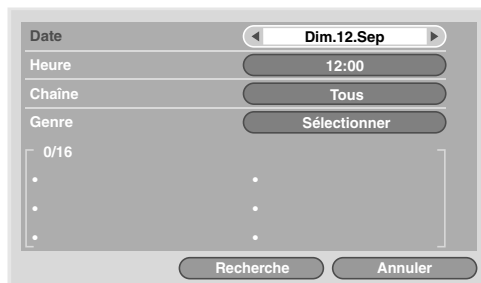 Date ◀ Dim.12.Sep ▶
Heure 12:00
Chaîne Tous
Genre Sélectionner
0/16
• •
• •
• •
Recherche Annuler